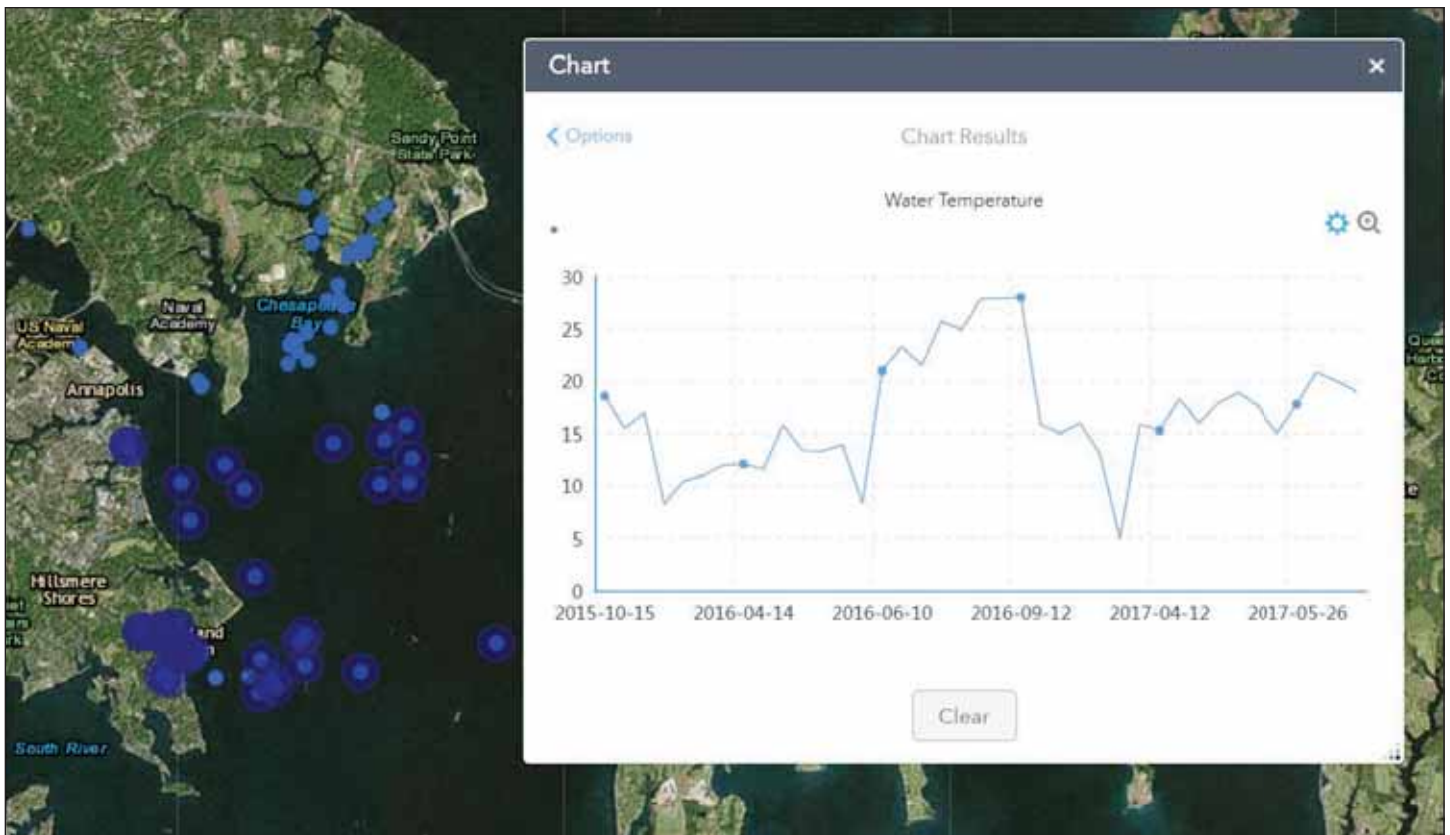 Chart
×
Options
Chart Results
Water Temperature
30
25
20
15
10
5
0
2015-10-15 2016-04-14 2016-06-10 2016-09-12 2017-04-12 2017-05-26
Clear
Sandy Point
State Park
Naval
Academy
Chesapeake
Bay
US Naval
Academy
Annapolis
Hillsmere
Shores
South River